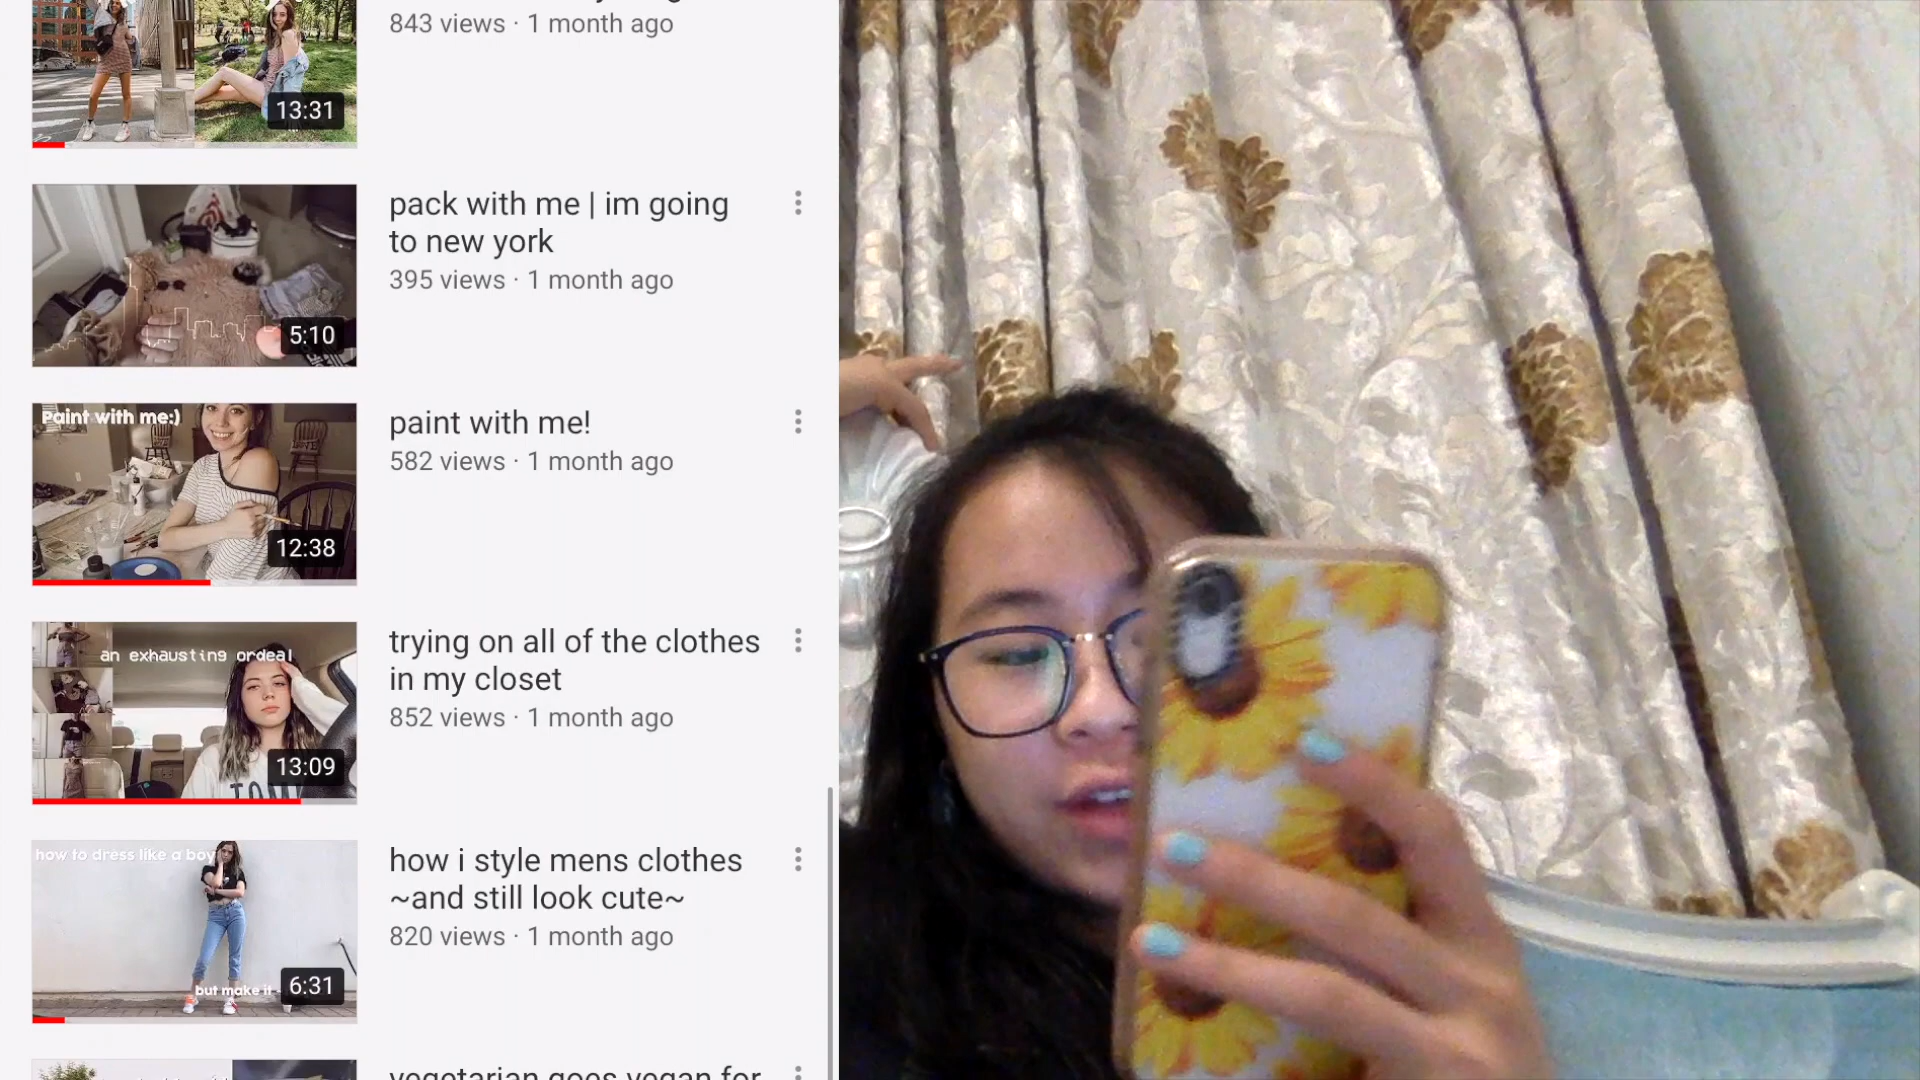 843 views · 1 month ago
13:31
pack with me | im going
to new york
395 views · 1 month ago
5:10
Paint with me:)
paint with me!
582 views · 1 month ago
12:38
an exhausting ordeal
trying on all of the clothes
in my closet
852 views · 1 month ago
13:09
how to dress like a boy
how i style mens clothes
~and still look cute~
820 views · 1 month ago
but make it
6:31
vegetarian goes vegan for